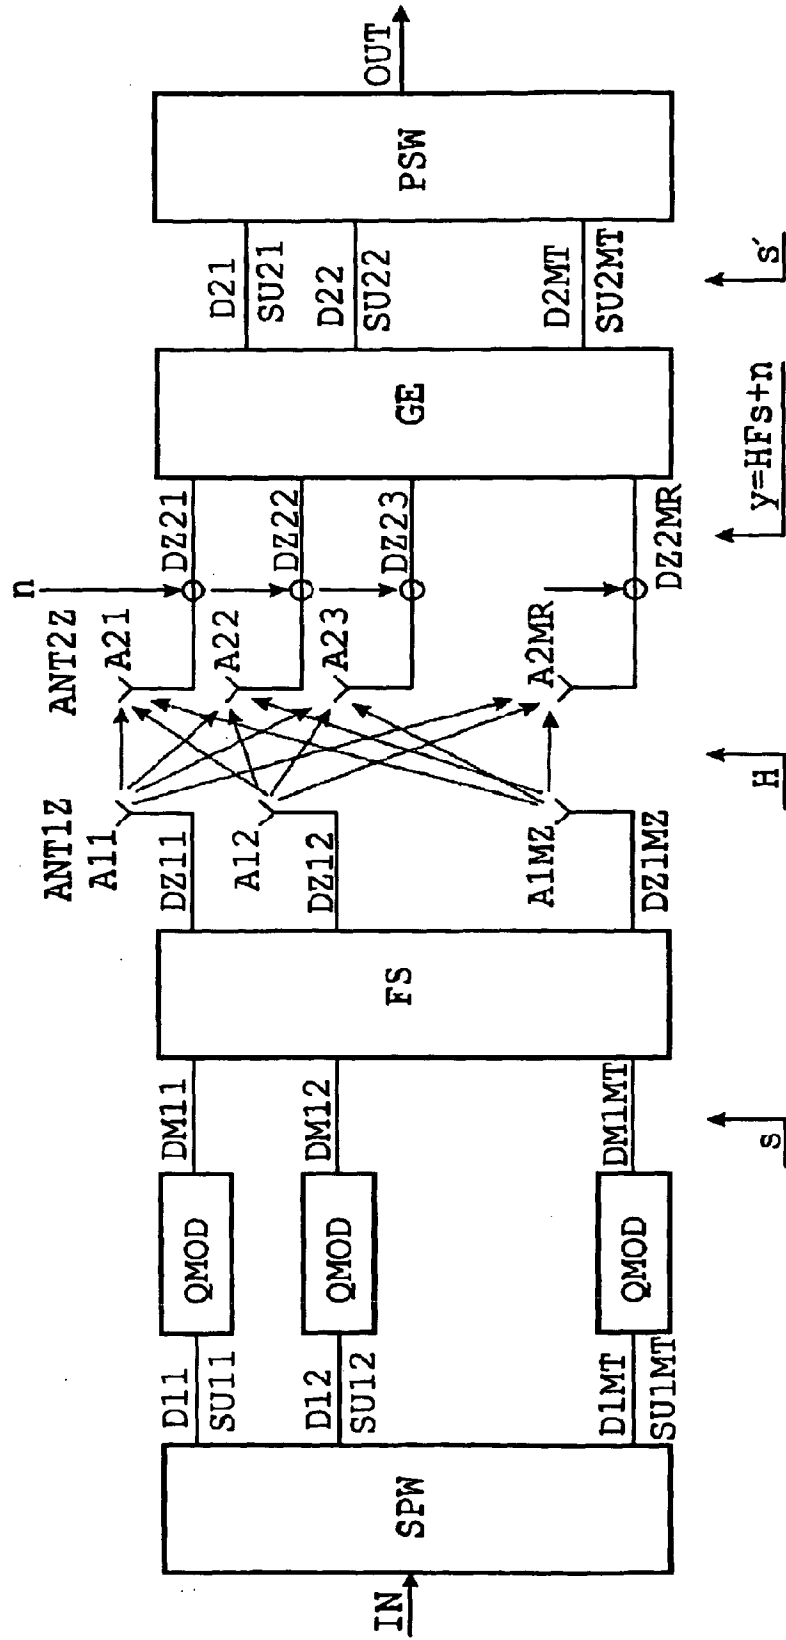 IN
SPW
D11
SU11
D12
SU12
D1MT
SU1MT
QMOD
QMOD
QMOD
DM11
DM12
DM1MT
s
FS
DZ11
DZ12
DZ1MZ
ANT1Z
A11
A12
A1MZ
H
ANT2Z
A21
A22
A23
A2MR
n
DZ21
DZ22
DZ23
DZ2MR
y=HFs+n
GE
D21
SU21
D22
SU22
D2MT
SU2MT
s'
PSW
OUT